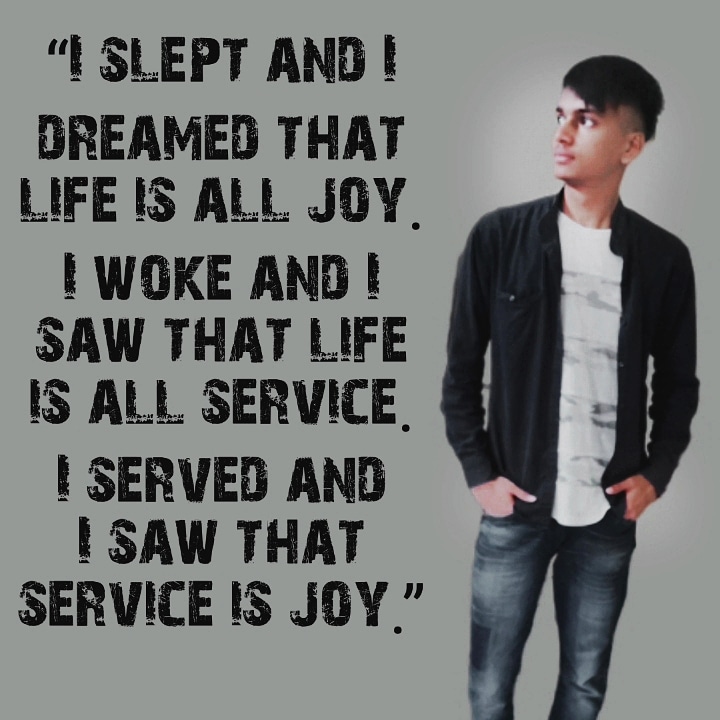 “I SLEPT AND I
DREAMED THAT
LIFE IS ALL JOY.
I WOKE AND I
SAW THAT LIFE
IS ALL SERVICE.
I SERVED AND
I SAW THAT
SERVICE IS JOY.”